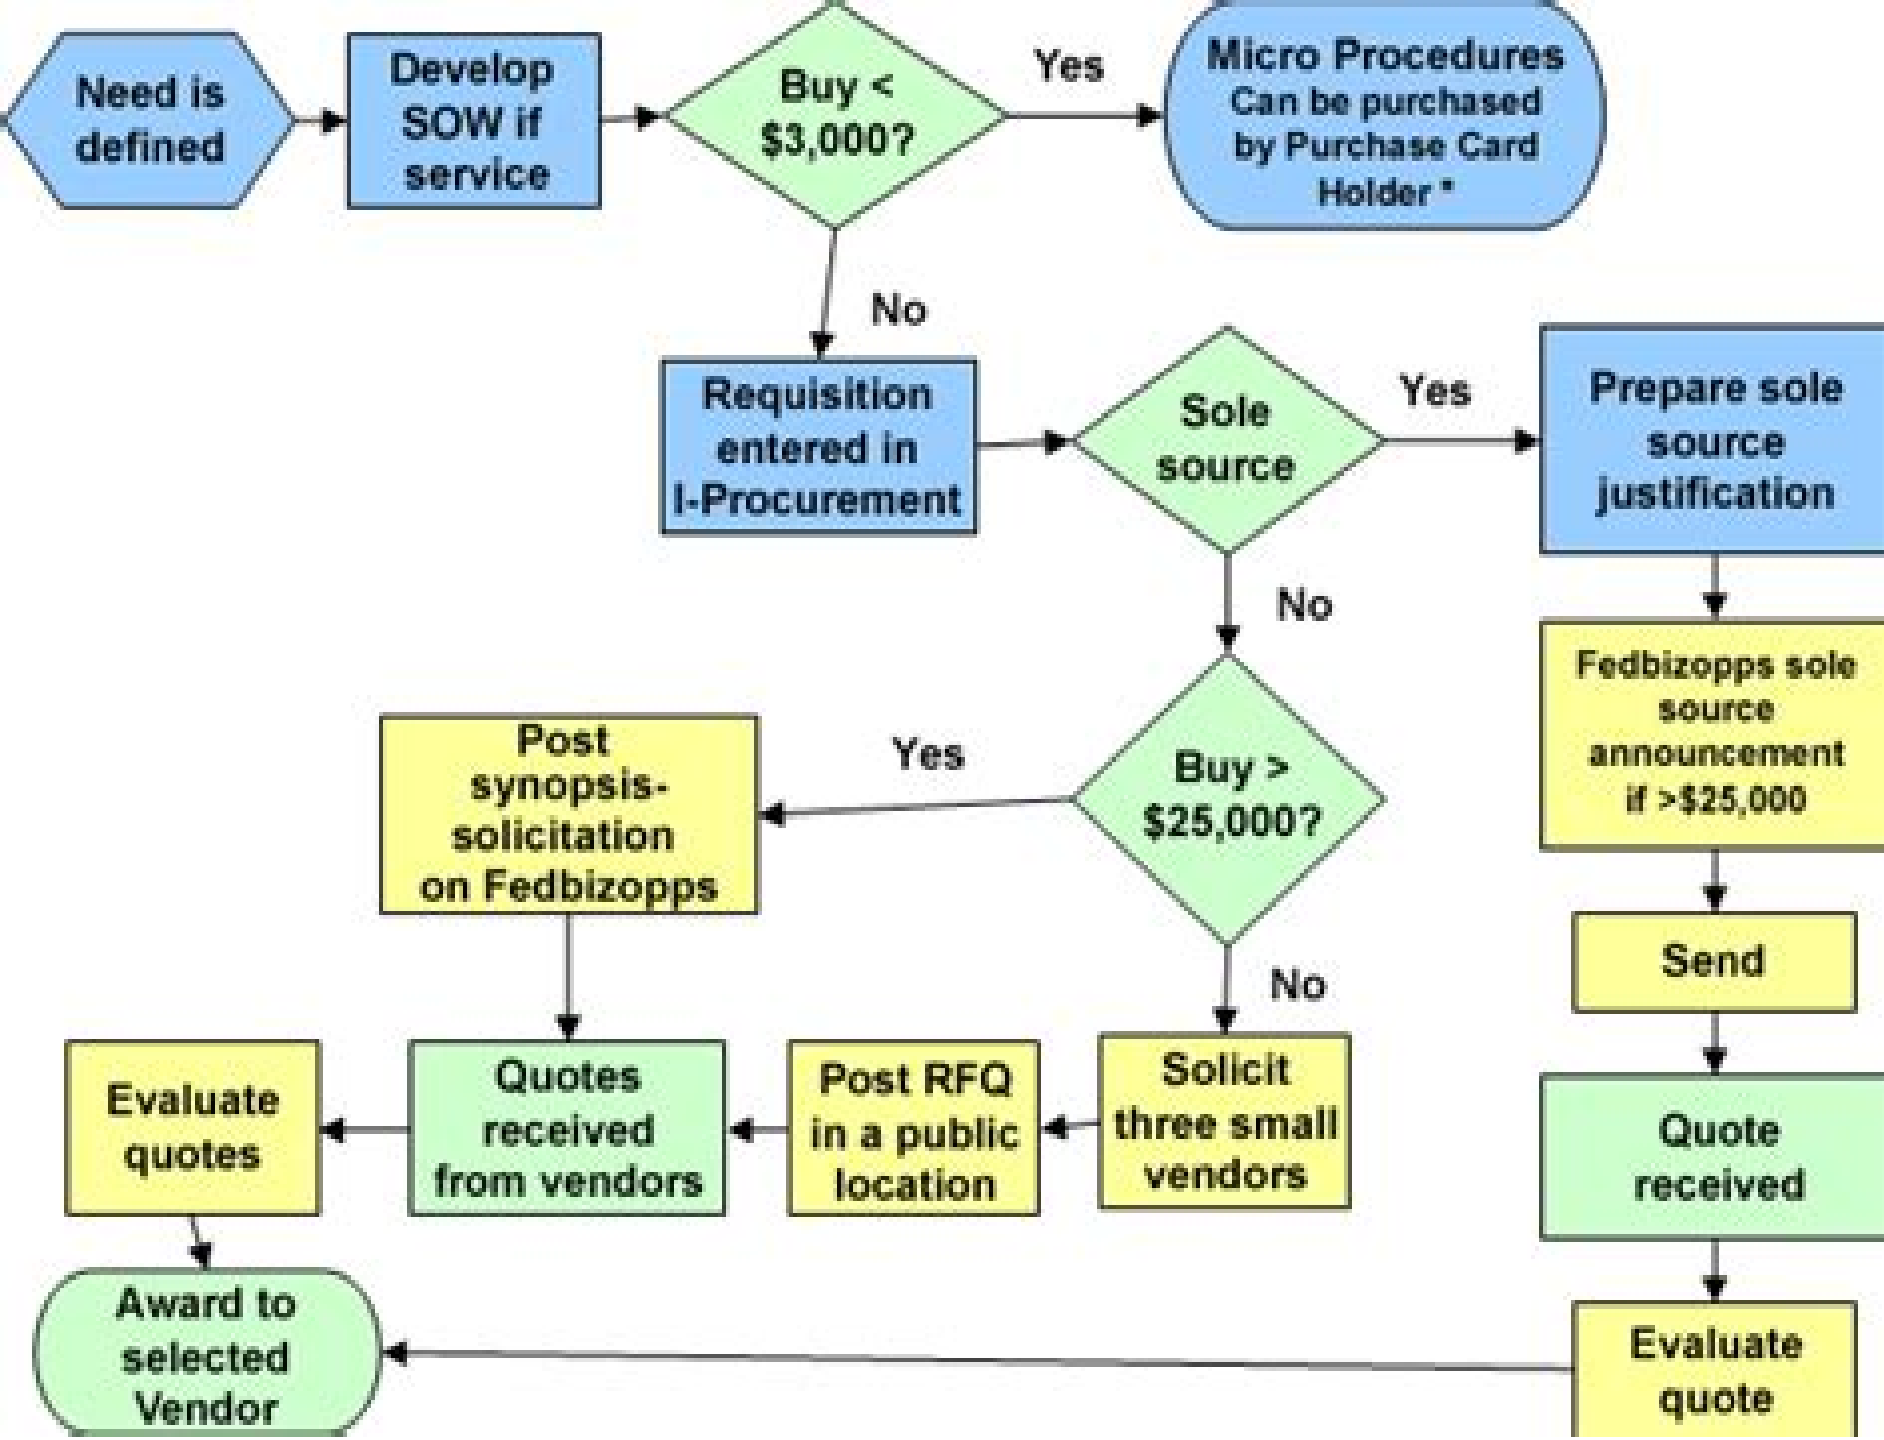 Need is
defined
Develop
SOW if
service
Buy <
$3,000?
Yes
Micro Procedures
Can be purchased
by Purchase Card
Holder *
No
Requisition
entered in
I-Procurement
Sole
source
Yes
Prepare sole
source
justification
No
Fedbizopps sole
source
announcement
if >$25,000
Buy >
$25,000?
Yes
Post
synopsis-
solicitation
on Fedbizopps
No
Send
Solicit
three small
vendors
Post RFQ
in a public
location
Quotes
received
from vendors
Evaluate
quotes
Quote
received
Evaluate
quote
Award to
selected
Vendor